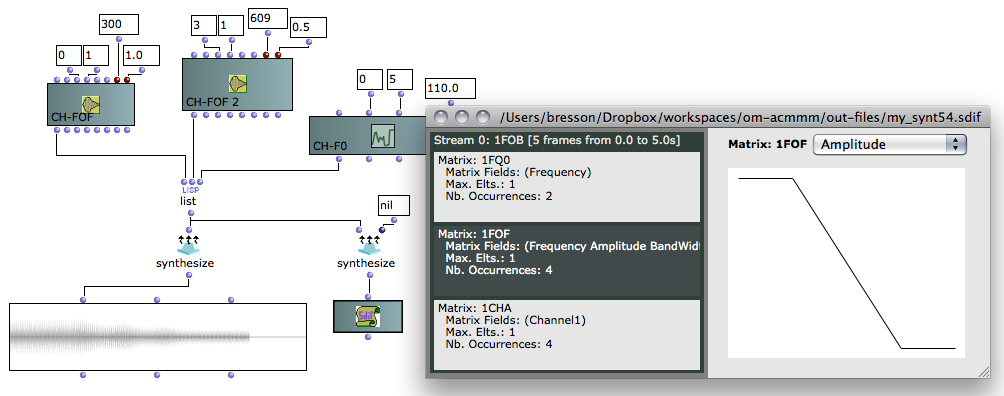 300
3
1
609
0.5
0
1
1.0
CH-FOF
CH-FOF 2
0
5
110.0
CH-F0
LISP
list
nil
synthesize
synthesize
Sdif
/Users/bresson/Dropbox/workspaces/om-acmmm/out-files/my_synt54.sdif
Stream 0: 1FOB [5 frames from 0.0 to 5.0s]
Matrix: 1FQ0
Matrix Fields: (Frequency)
Max. Elts.: 1
Nb. Occurrences: 2
Matrix: 1FOF
Matrix Fields: (Frequency Amplitude BandWidt
Max. Elts.: 1
Nb. Occurrences: 4
Matrix: 1CHA
Matrix Fields: (Channel1)
Max. Elts.: 1
Nb. Occurrences: 4
Matrix: 1FOF
Amplitude